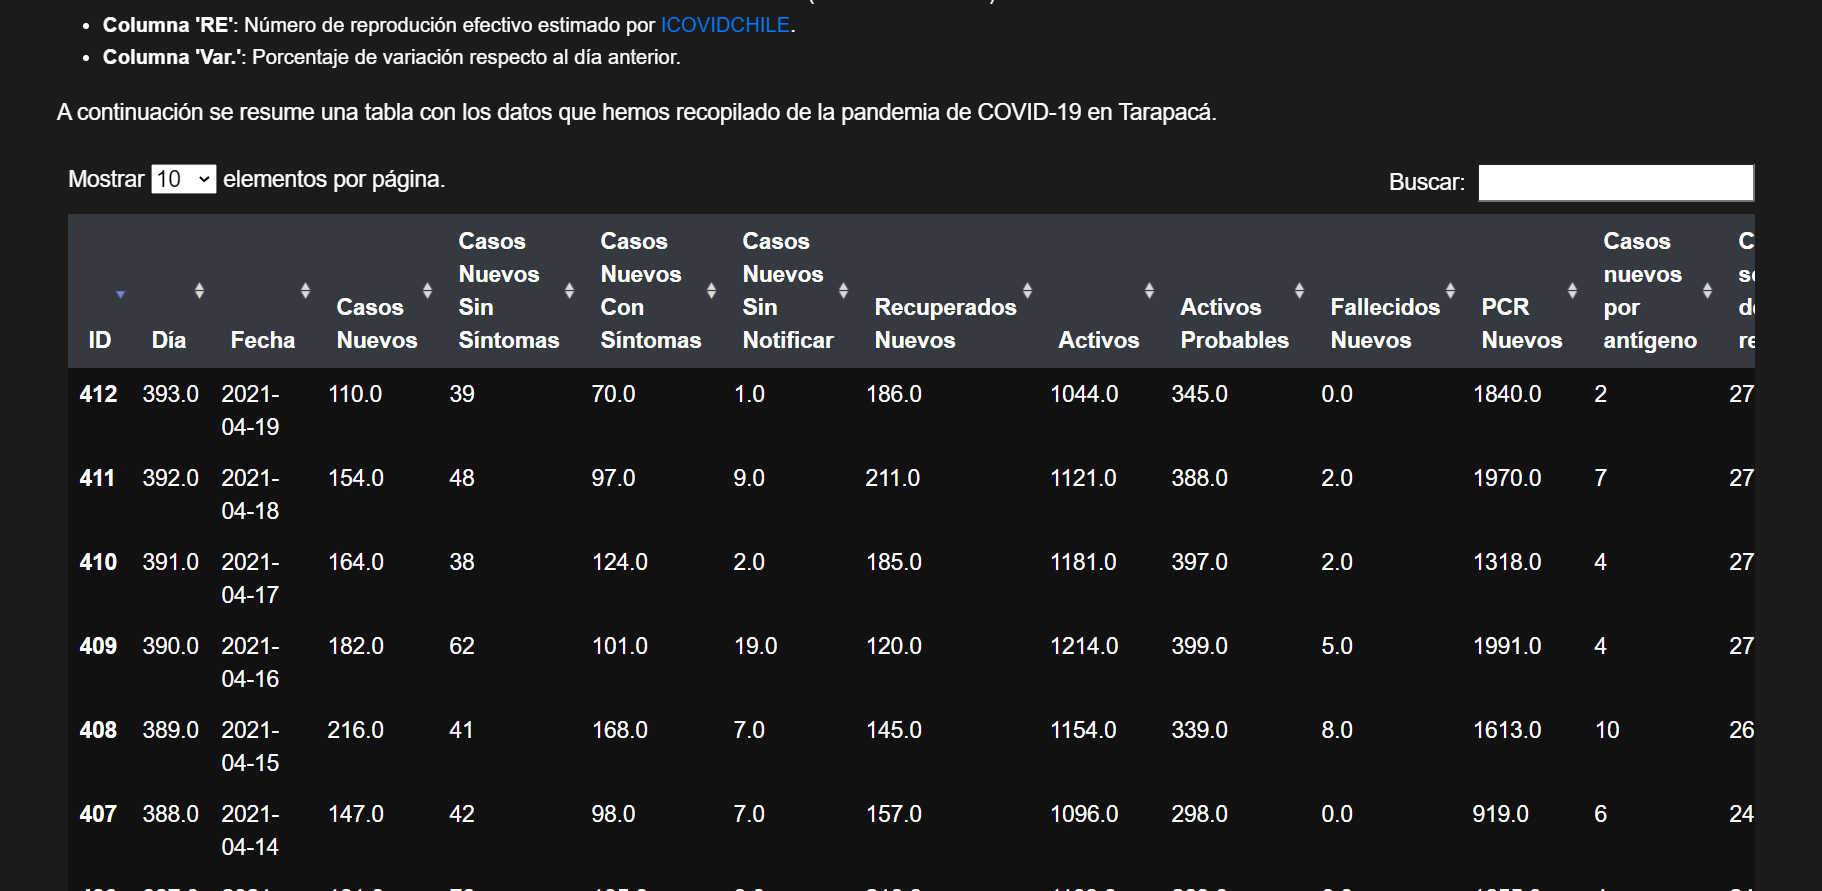 Columna 'RE': Número de reprodución efectivo estimado por ICOVIDCHILE.
Columna 'Var.': Porcentaje de variación respecto al día anterior.
A continuación se resume una tabla con los datos que hemos recopilado de la pandemia de COVID-19 en Tarapacá.
Mostrar 10 elementos por página. Buscar:
ID Día Fecha Casos Nuevos Casos Nuevos Sin Síntomas Casos Nuevos Con Síntomas Casos Nuevos Sin Notificar Recuperados Nuevos Activos Activos Probables Fallecidos Nuevos PCR Nuevos Casos nuevos por antígeno
412 393.0 2021-04-19 110.0 39 70.0 1.0 186.0 1044.0 345.0 0.0 1840.0 2 27
411 392.0 2021-04-18 154.0 48 97.0 9.0 211.0 1121.0 388.0 2.0 1970.0 7 27
410 391.0 2021-04-17 164.0 38 124.0 2.0 185.0 1181.0 397.0 2.0 1318.0 4 27
409 390.0 2021-04-16 182.0 62 101.0 19.0 120.0 1214.0 399.0 5.0 1991.0 4 27
408 389.0 2021-04-15 216.0 41 168.0 7.0 145.0 1154.0 339.0 8.0 1613.0 10 26
407 388.0 2021-04-14 147.0 42 98.0 7.0 157.0 1096.0 298.0 0.0 919.0 6 24